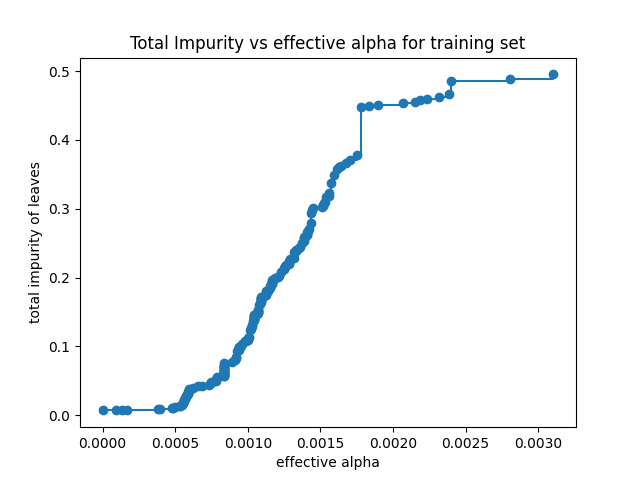 Total Impurity vs effective alpha for training set
total impurity of leaves
0.5
0.4
0.3
0.2
0.1
0.0
0.0000 0.0005 0.0010 0.0015 0.0020 0.0025 0.0030
effective alpha